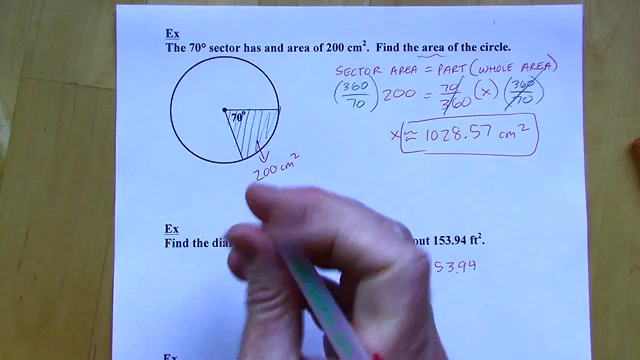 Ex
The 70° sector has and area of 200 cm². Find the area of the circle.
SECTOR AREA = PART (WHOLE AREA)
(360/70) 200 = 70/360 (x) (360/70)
x ≈ 1028.57 cm²
70°
200 cm²
Ex
Find the out 153.94 ft².
53.94
Ex